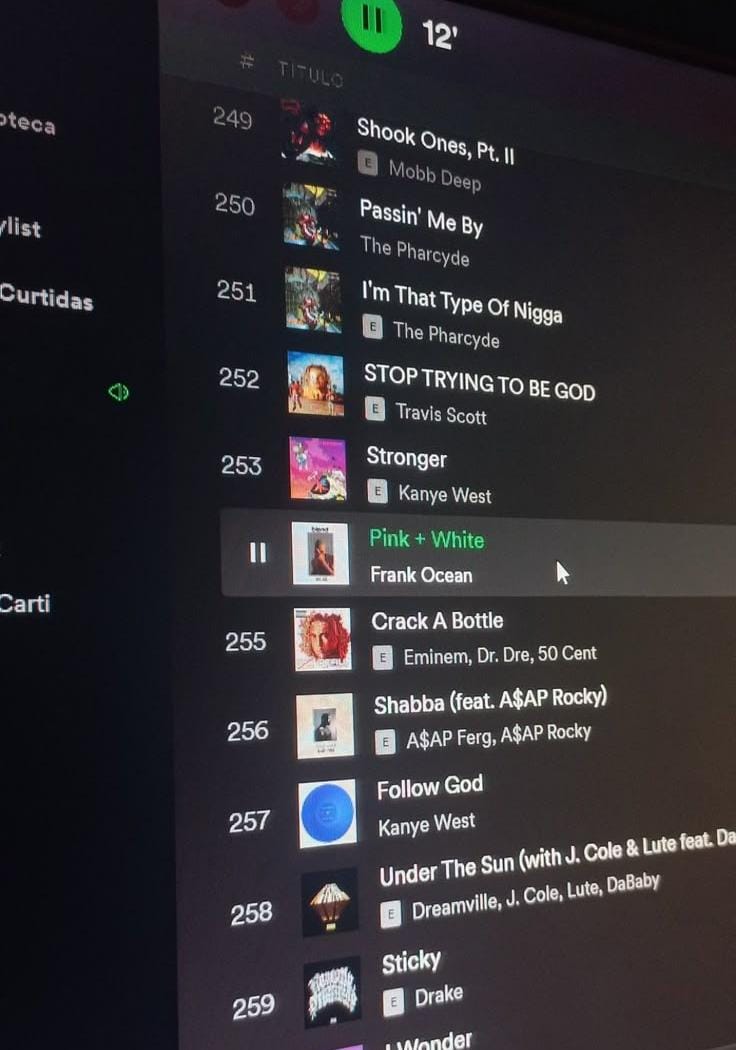 12'
# TÍTULO
oteca
249
Shook Ones, Pt. II
E Mobb Deep
250
Passin' Me By
The Pharcyde
ylist
251
I'm That Type Of Nigga
E The Pharcyde
Curtidas
252
STOP TRYING TO BE GOD
E Travis Scott
253
Stronger
E Kanye West
Pink + White
Frank Ocean
blond
Carti
255
Crack A Bottle
E Eminem, Dr. Dre, 50 Cent
256
Shabba (feat. A$AP Rocky)
E A$AP Ferg, A$AP Rocky
257
Follow God
Kanye West
258
Under The Sun (with J. Cole & Lute feat. Da
E Dreamville, J. Cole, Lute, DaBaby
259
Sticky
E Drake
I Wonder